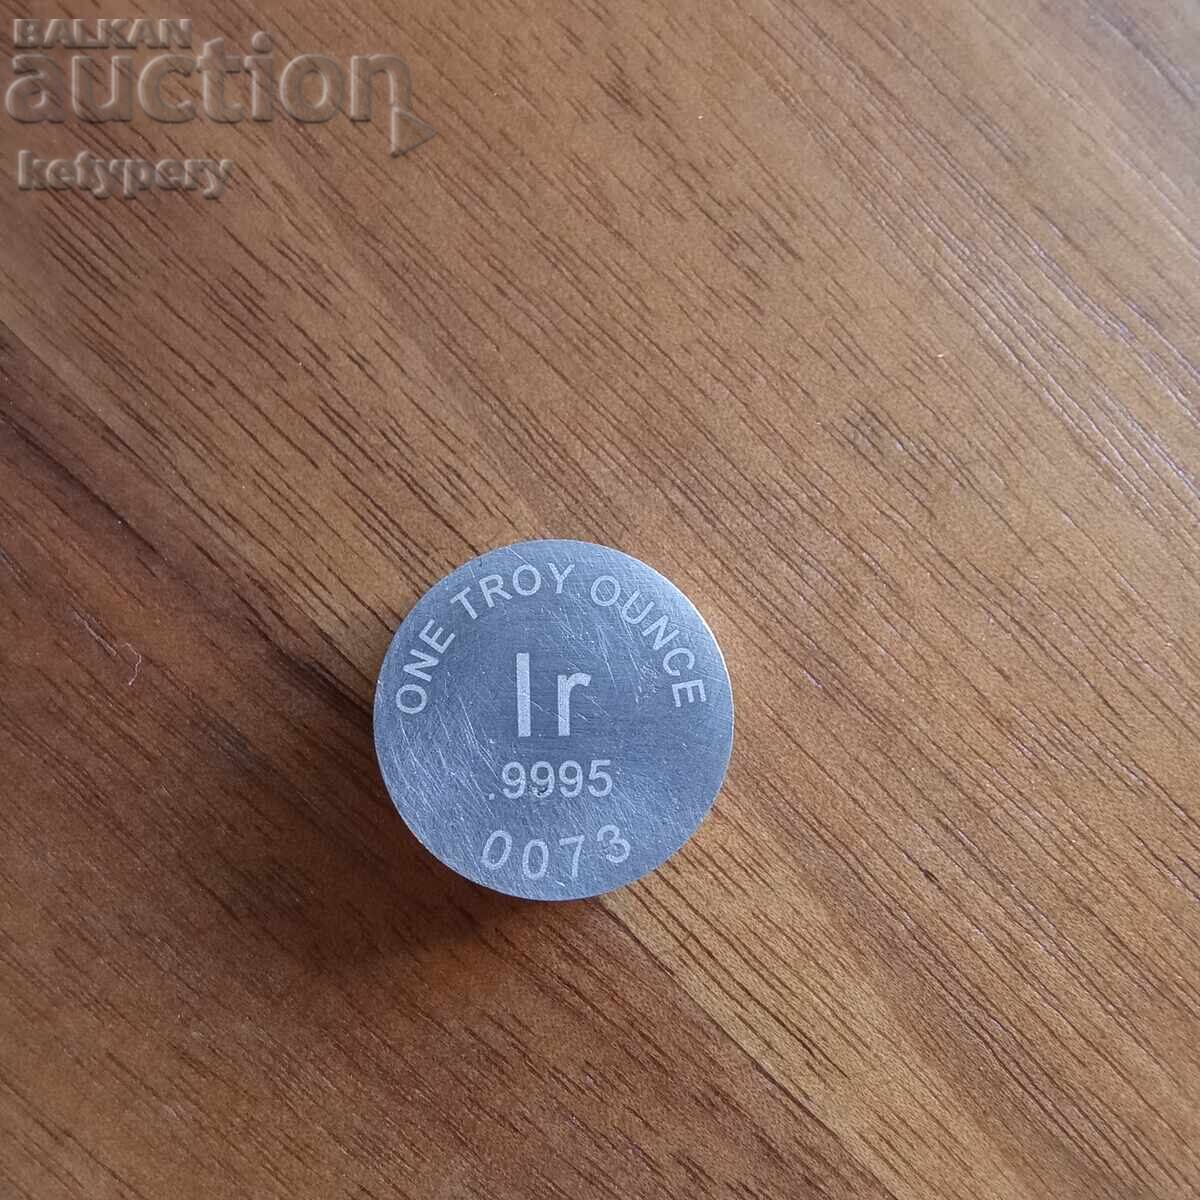 BALKAN
auction
ketypery
ONE TROY OUNCE
Ir
.9995
0073